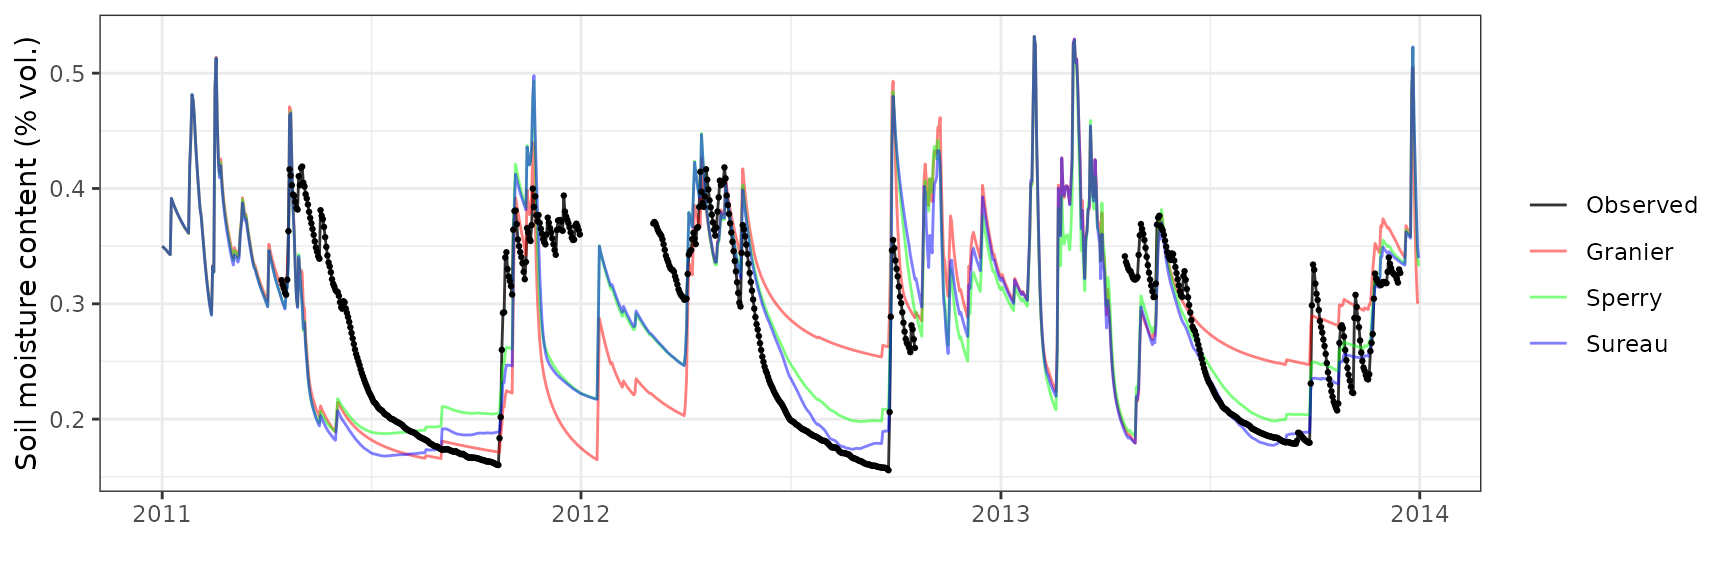 Soil moisture content (% vol.)
0.5
0.4
0.3
0.2
2011
2012
2013
2014
Observed
Granier
Sperry
Sureau